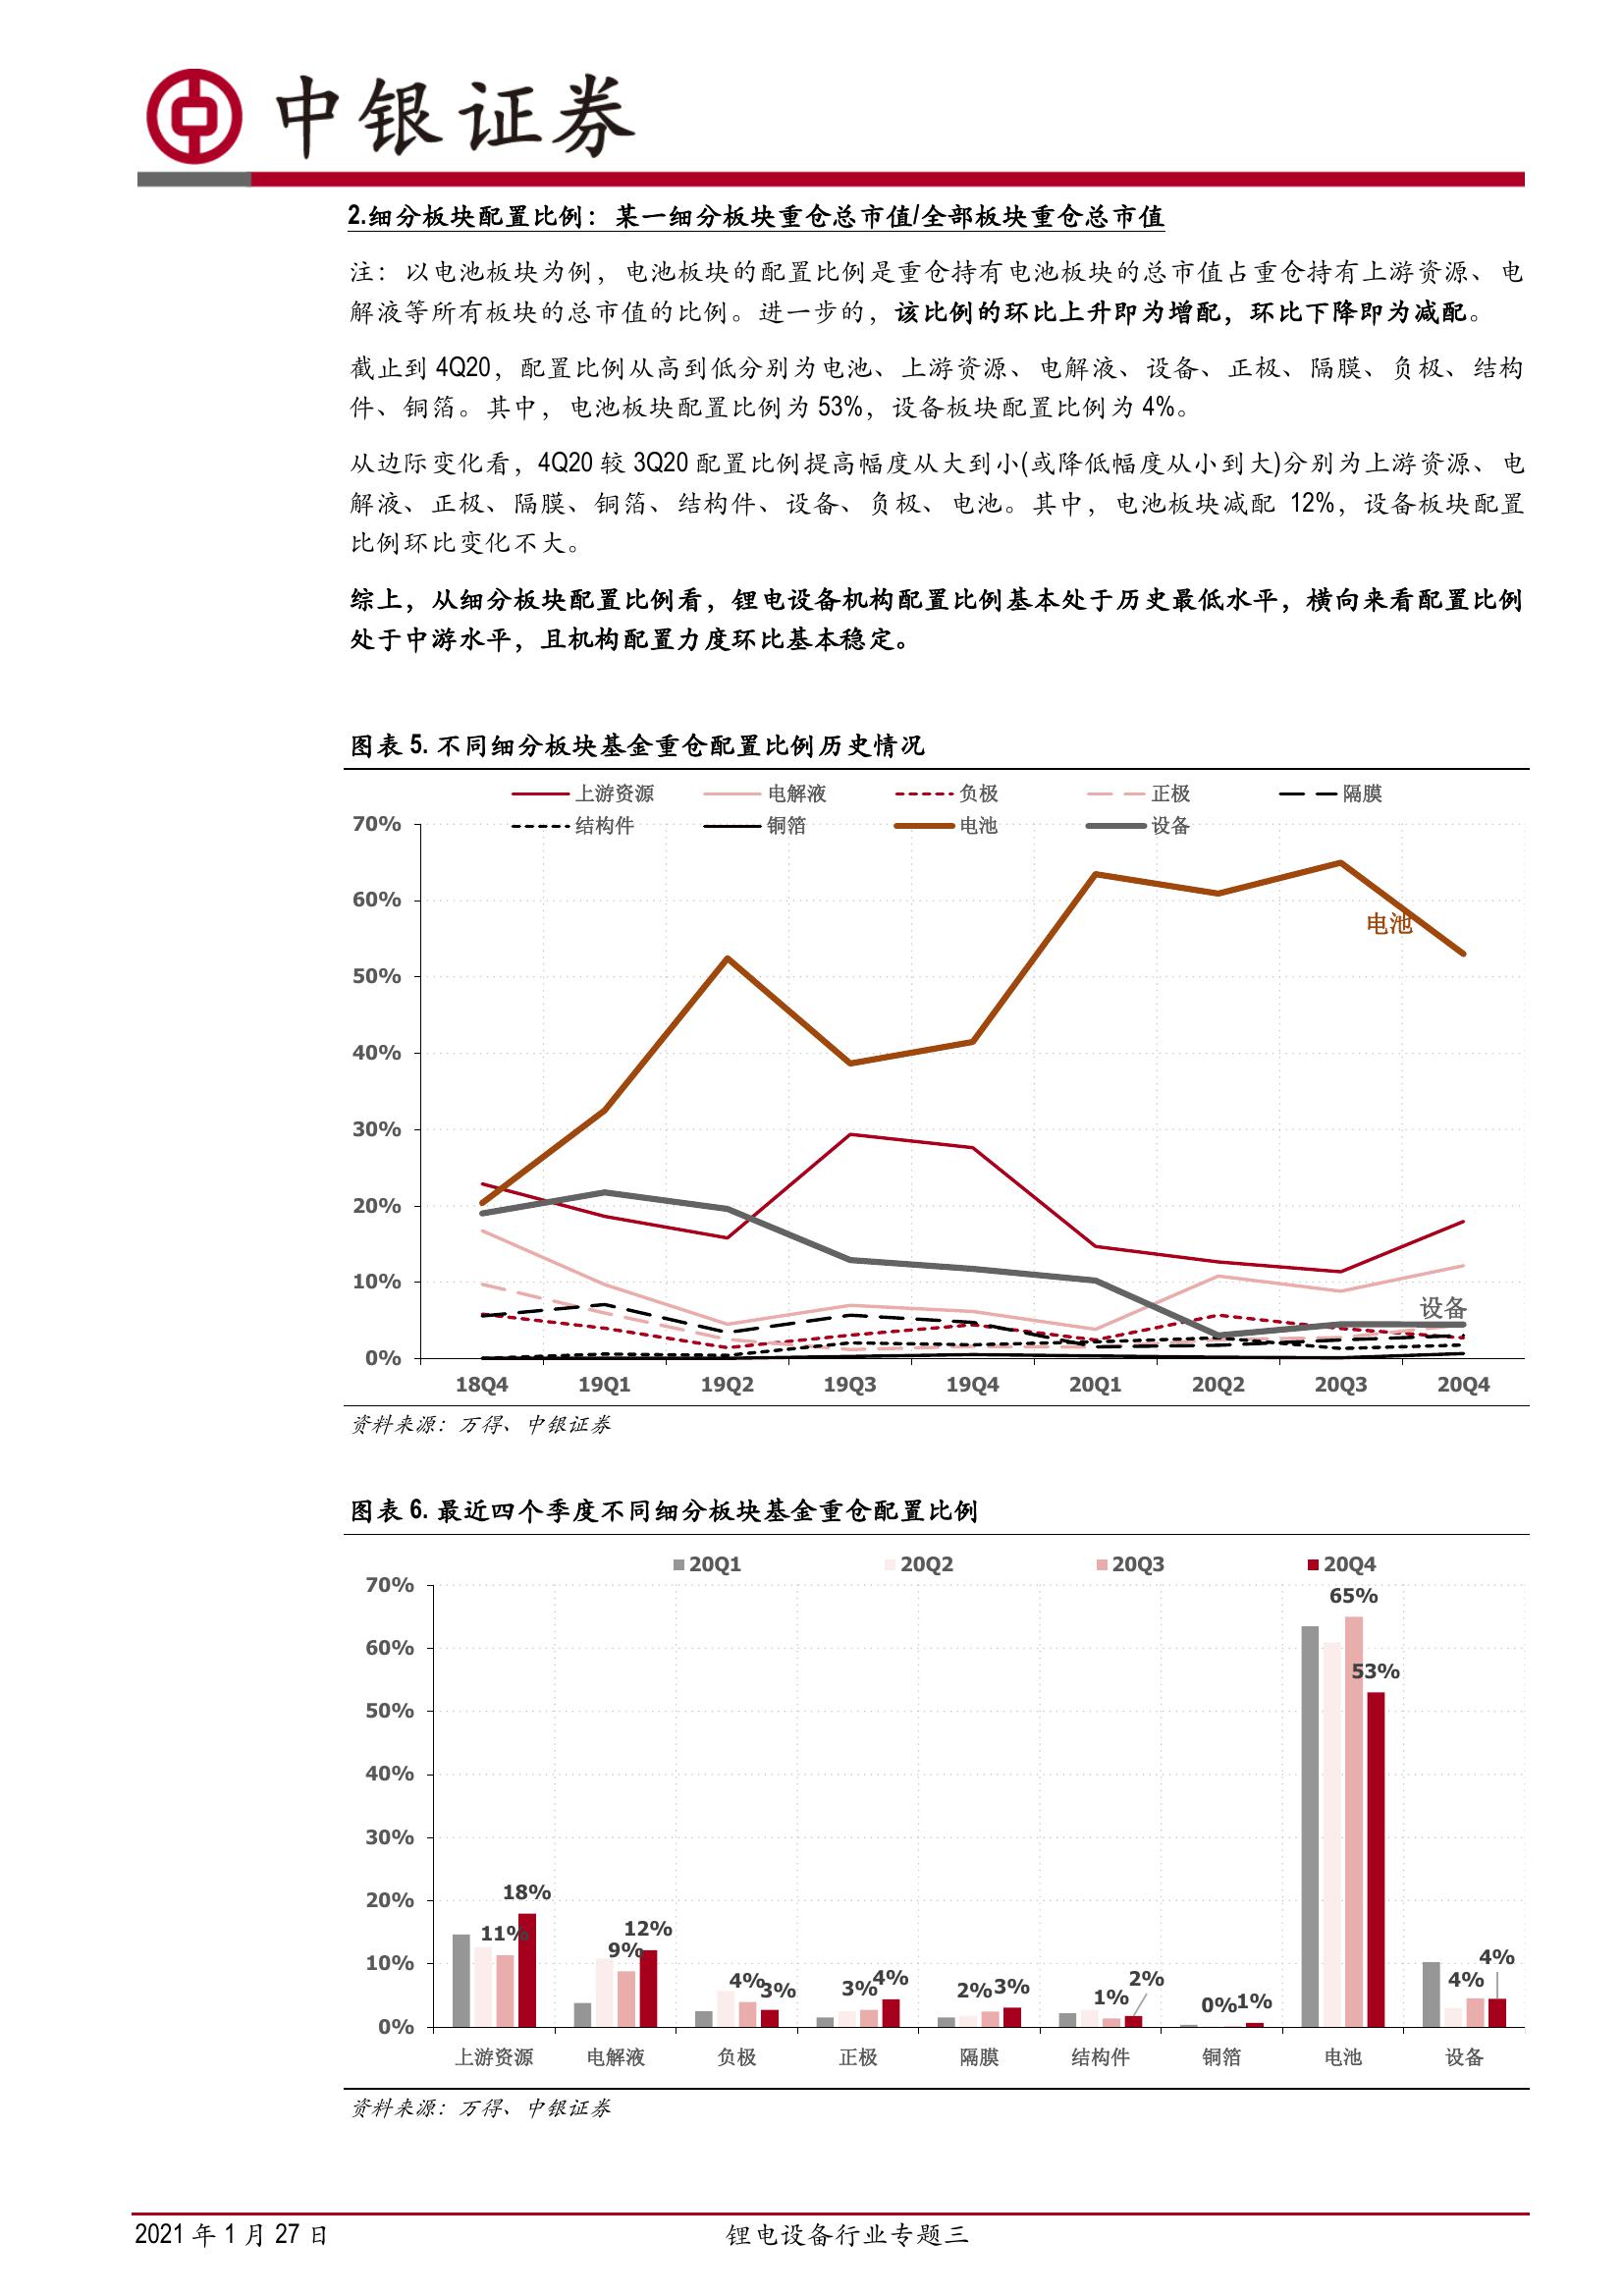 中银证券
2.细分板块配置比例：某一细分板块重仓总市值/全部板块重仓总市值
注：以电池板块为例，电池板块的配置比例是重仓持有电池板块的总市值占重仓持有上游资源、电
解液等所有板块的总市值的比例。进一步的，该比例的环比上升即为增配，环比下降即为减配。
截止到 4Q20，配置比例从高到低分别为电池、上游资源、电解液、设备、正极、隔膜、负极、结构
件、铜箔。其中，电池板块配置比例为 53%，设备板块配置比例为 4%。
从边际变化看，4Q20 较 3Q20 配置比例提高幅度从大到小(或降低幅度从小到大)分别为上游资源、电
解液、正极、隔膜、铜箔、结构件、设备、负极、电池。其中，电池板块减配 12%，设备板块配置
比例环比变化不大。
综上，从细分板块配置比例看，锂电设备机构配置比例基本处于历史最低水平，横向来看配置比例
处于中游水平，且机构配置力度环比基本稳定。
图表 5. 不同细分板块基金重仓配置比例历史情况
上游资源 电解液 负极 正极 隔膜
结构件 铜箔 电池 设备
70%
60%
电池
50%
40%
30%
20%
10%
设备
0%
18Q4 19Q1 19Q2 19Q3 19Q4 20Q1 20Q2 20Q3 20Q4
资料来源：万得、中银证券
图表 6. 最近四个季度不同细分板块基金重仓配置比例
20Q1 20Q2 20Q3 20Q4
70%
65%
60%
53%
50%
40%
30%
20%
18%
11%
12%
9%
10%
4%
3%
3%
4%
2%
3%
1%
2%
0%
1%
4%
4%
0%
上游资源 电解液 负极 正极 隔膜 结构件 铜箔 电池 设备
资料来源：万得、中银证券
2021 年 1 月 27 日 锂电设备行业专题三